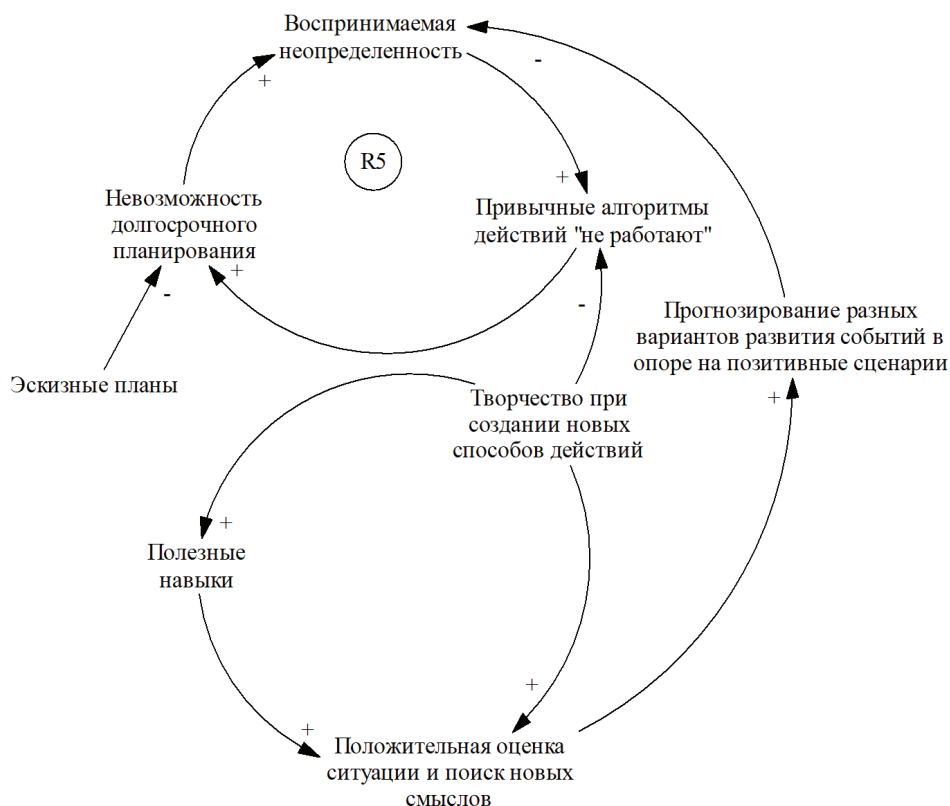 Воспринимаемая
неопределенность
-
+
R5
+
Невозможность
долгосрочного
планирования
Привычные алгоритмы
действий "не работают"
+
-
-
Прогнозирование разных
вариантов развития событий в
опоре на позитивные сценарии
Эскизные планы
+
Творчество при
создании новых
способов действий
+
Полезные
навыки
+
+
Положительная оценка
ситуации и поиск новых
смыслов